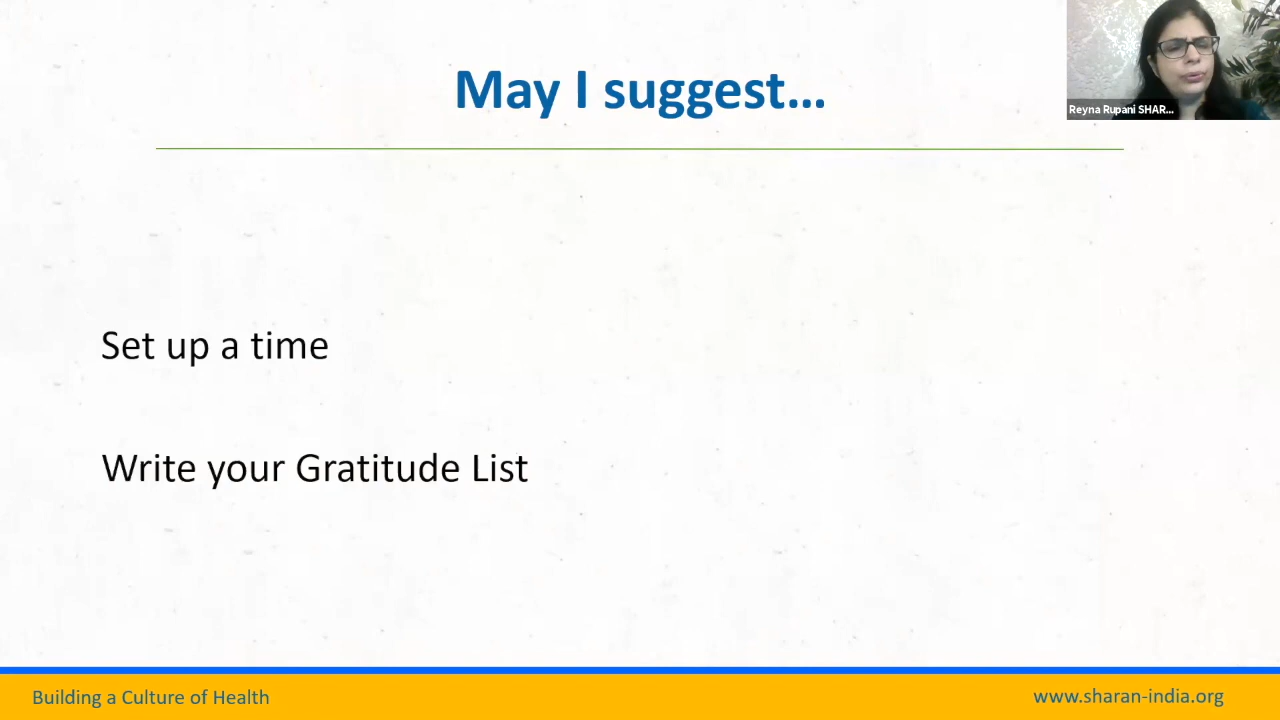 May I suggest...
Reyna Rupani SHAR...
Set up a time
Write your Gratitude List
Building a Culture of Health
www.sharan-india.org